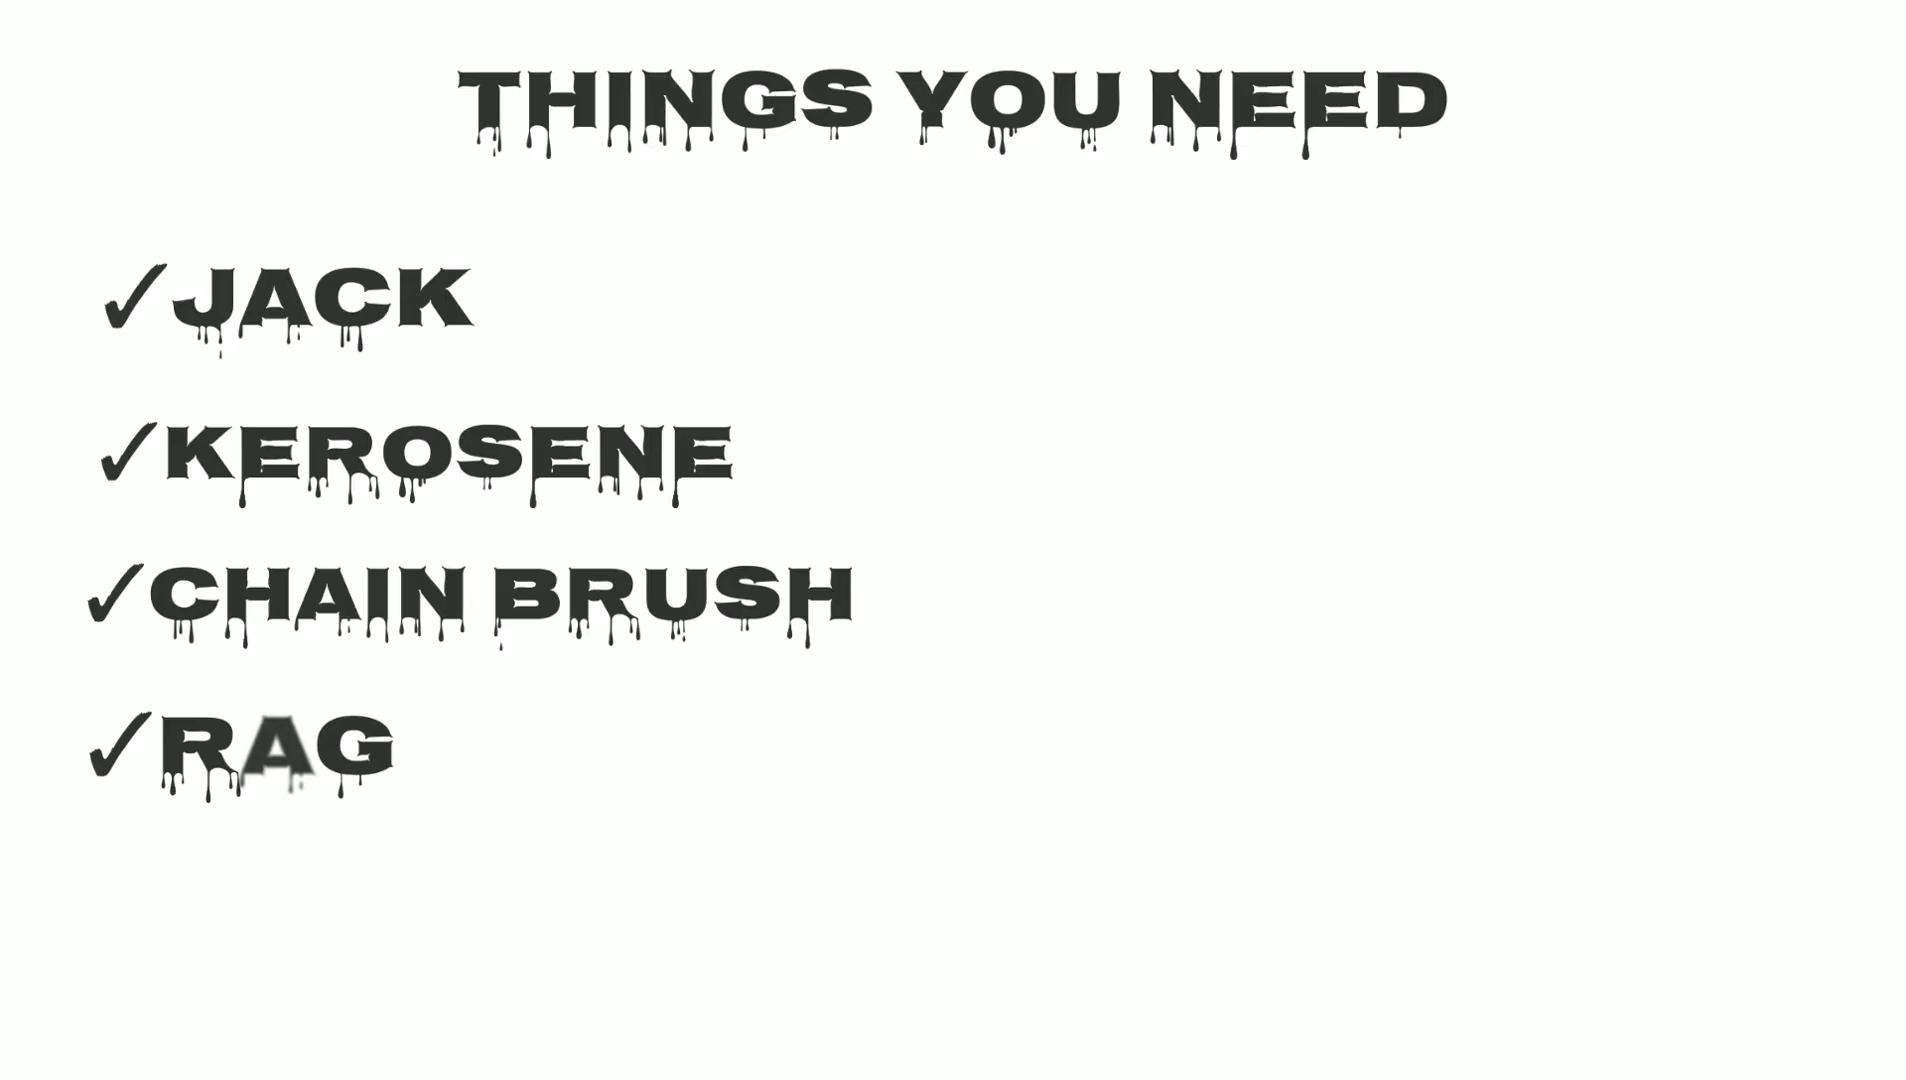 THINGS YOU NEED
✓JACK
✓KEROSENE
✓CHAIN BRUSH
✓RAG